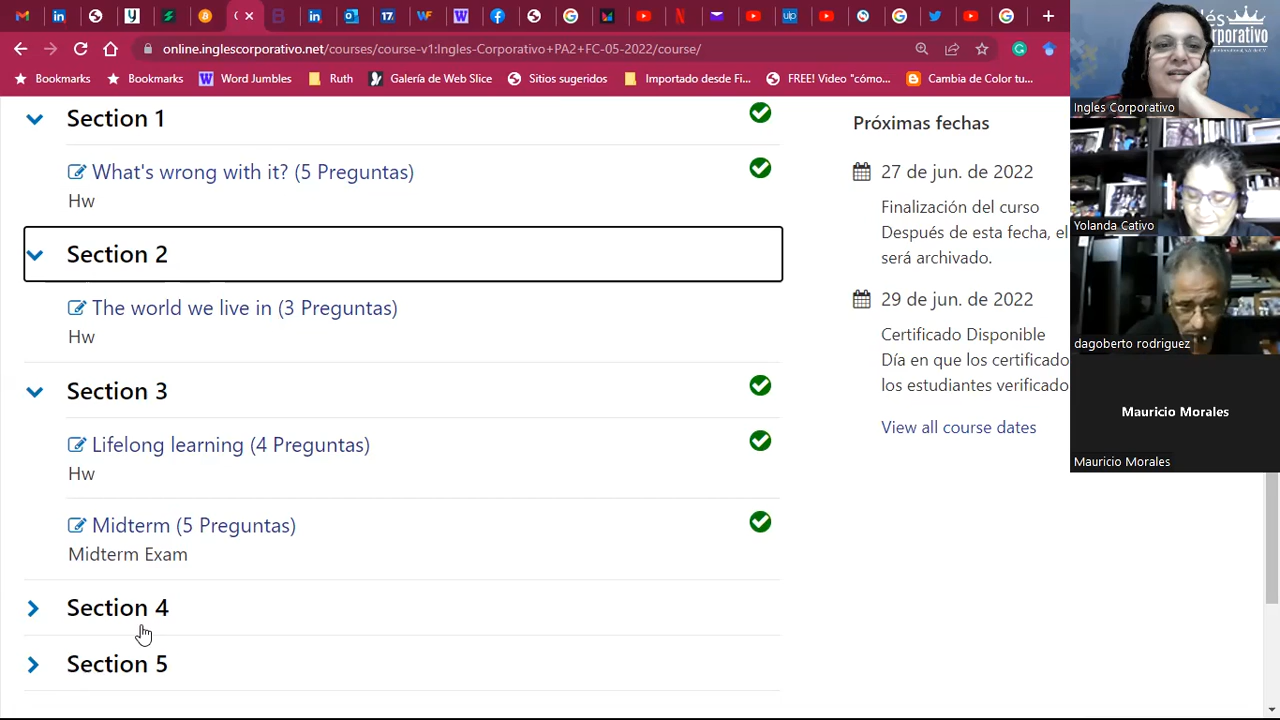 online.inglescorporativo.net/courses/course-v1:Ingles-Corporativo+PA2+FC-05-2022/course/
Bookmarks
Bookmarks
Word Jumbles
Ruth
Galería de Web Slice
Sitios sugeridos
Importado desde Fi...
FREE! Video "cómo...
Cambia de Color tu...
Section 1
What's wrong with it? (5 Preguntas)
Hw
Section 2
The world we live in (3 Preguntas)
Hw
Section 3
Lifelong learning (4 Preguntas)
Hw
Midterm (5 Preguntas)
Midterm Exam
Section 4
Section 5
Próximas fechas
27 de jun. de 2022
Finalización del curso
Después de esta fecha, el
será archivado.
29 de jun. de 2022
Certificado Disponible
Día en que los certificado
los estudiantes verificado
View all course dates
Ingles Corporativo
Yolanda Cativo
dagoberto rodriguez
Mauricio Morales
Mauricio Morales